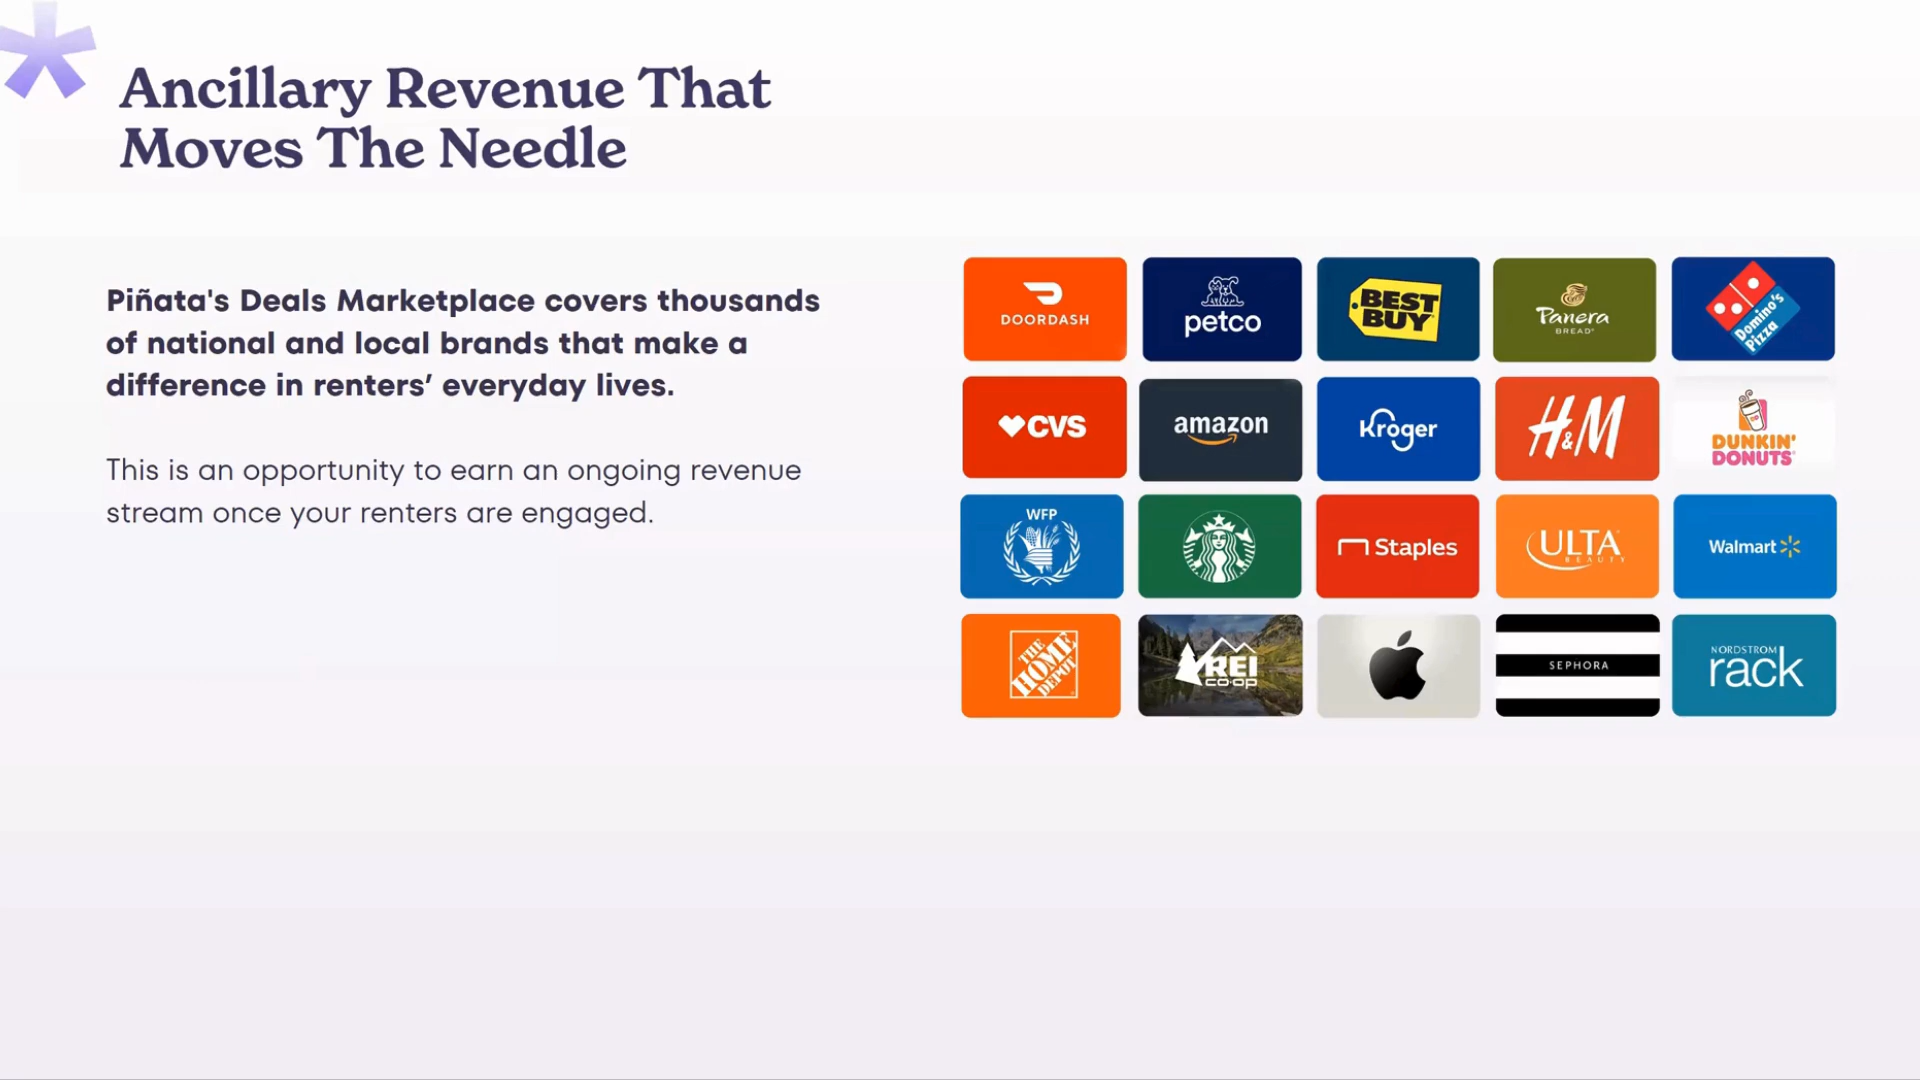 Ancillary Revenue That
Moves The Needle
Piñata's Deals Marketplace covers thousands
of national and local brands that make a
difference in renters’ everyday lives.
This is an opportunity to earn an ongoing revenue
stream once your renters are engaged.
DOORDASH
petco
BEST
BUY
Panera
BREAD
Domino's
Pizza
CVS
amazon
Kroger
H&M
DUNKIN'
DONUTS
WFP
Staples
ULTA
BEAUTY
Walmart
THE
HOME
DEPOT
REI
co·op
SEPHORA
NORDSTROM
rack